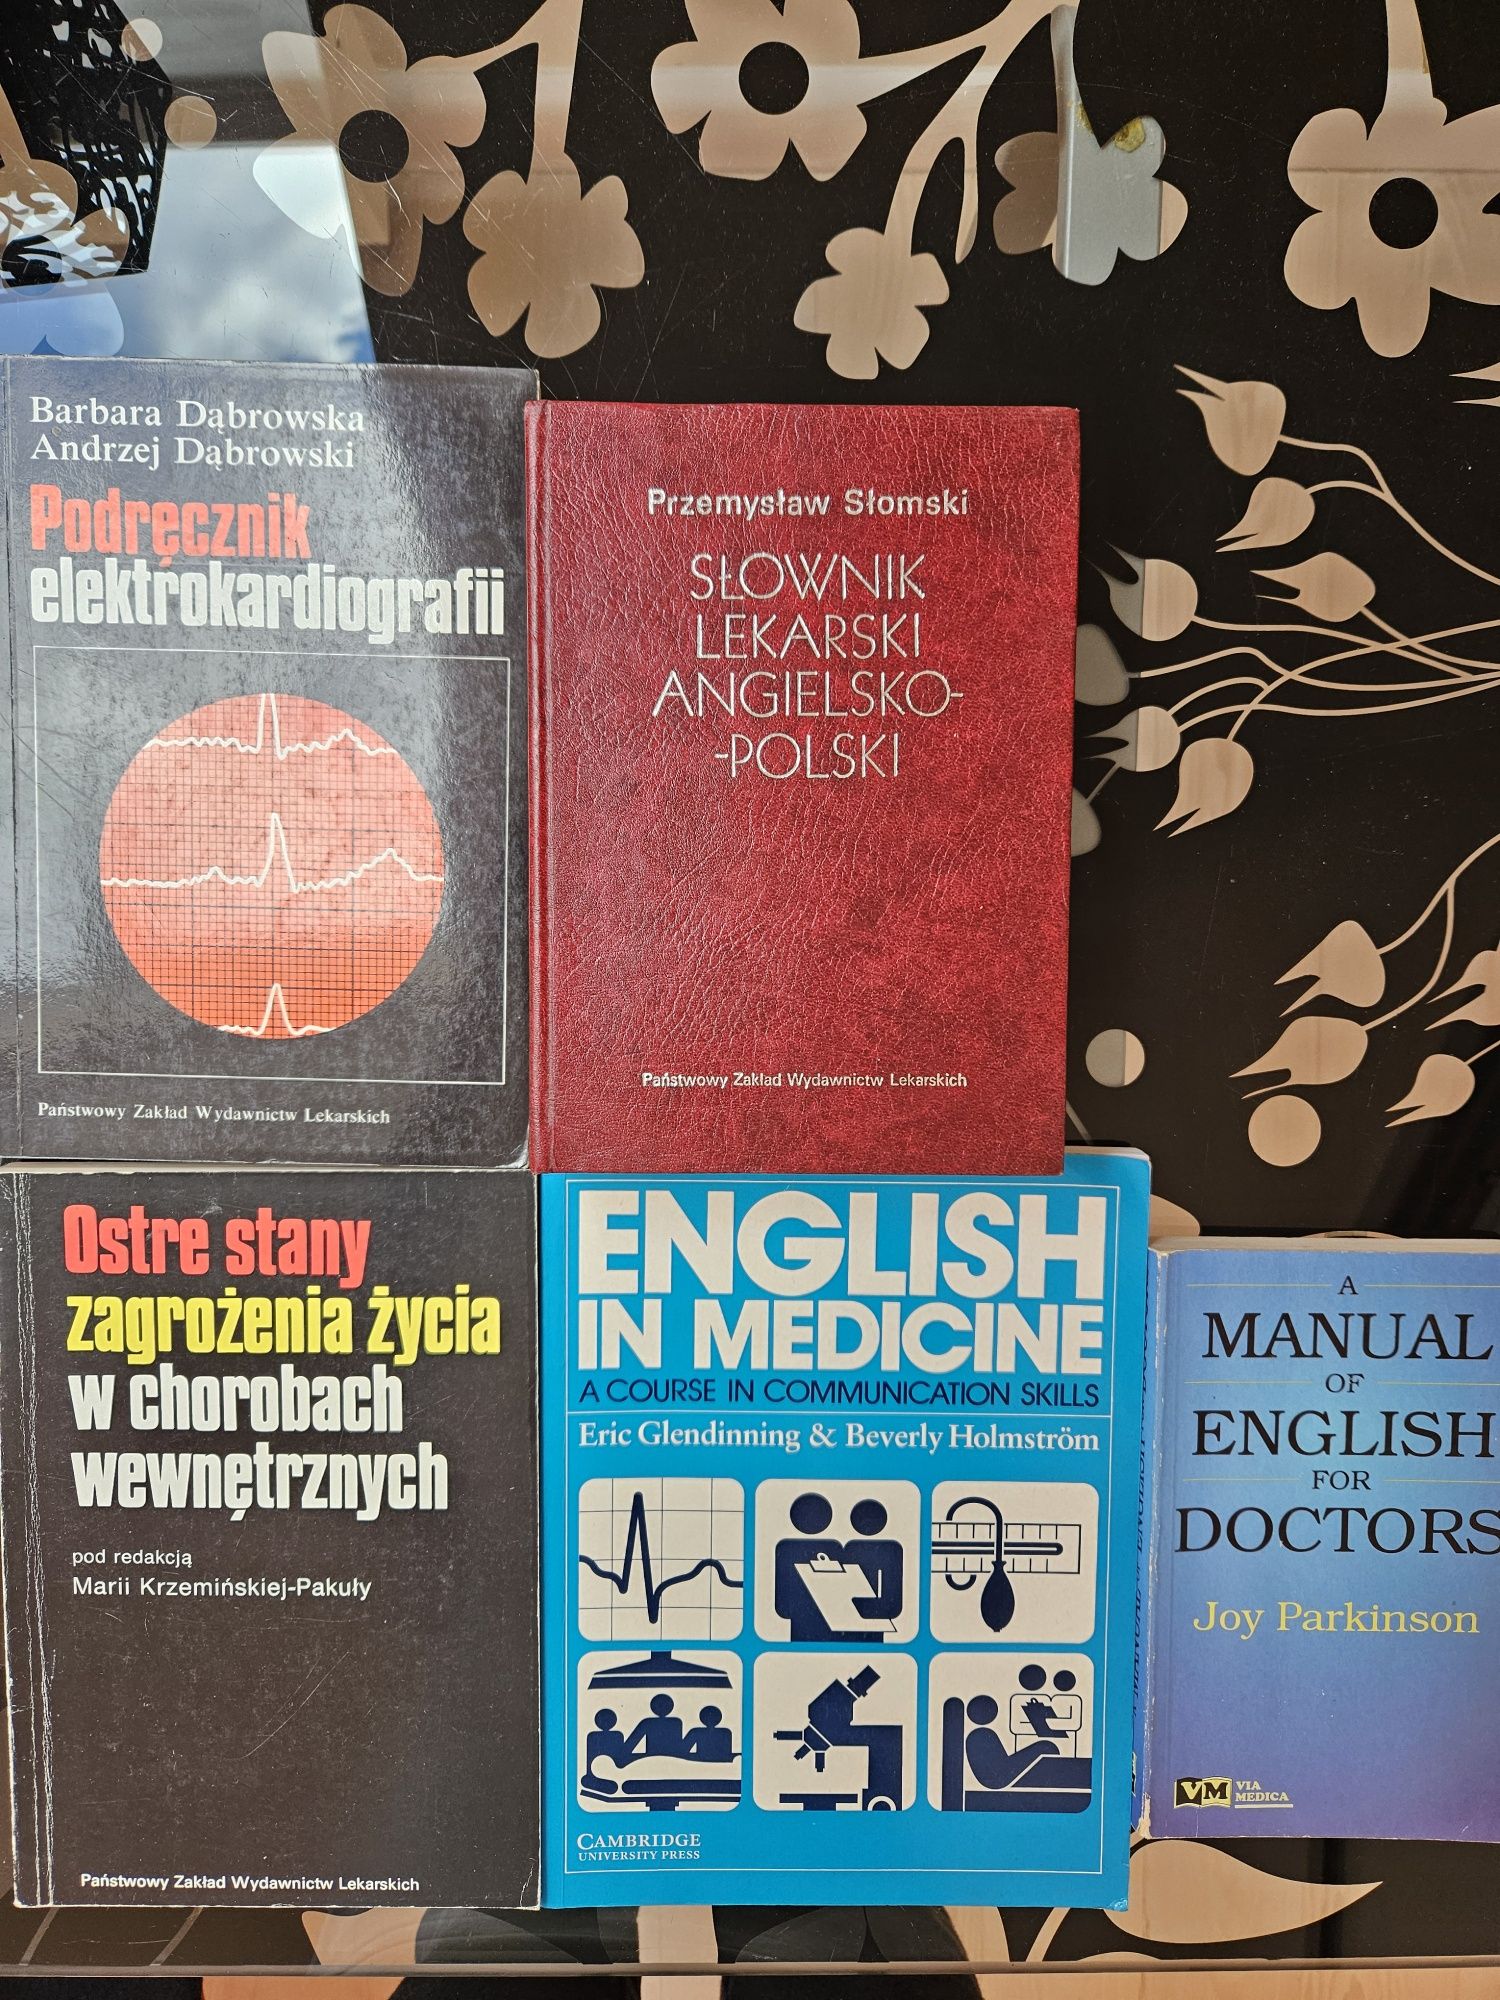 Barbara Dąbrowska
Andrzej Dąbrowski
Podręcznik
elektrokardiografii
Państwowy Zakład Wydawnictw Lekarskich
Przemysław Słomski
SŁOWNIK
LEKARSKI
ANGIELSKO-
-POLSKI
Państwowy Zakład Wydawnictw Lekarskich
Ostre stany
zagrożenia życia
w chorobach
wewnętrznych
pod redakcją
Marii Krzemińskiej-Pakuły
Państwowy Zakład Wydawnictw Lekarskich
ENGLISH
IN MEDICINE
A COURSE IN COMMUNICATION SKILLS
Eric Glendinning & Beverly Holmström
CAMBRIDGE
UNIVERSITY PRESS
A
MANUAL
OF
ENGLISH
FOR
DOCTORS
Joy Parkinson
VM VIA
MEDICA